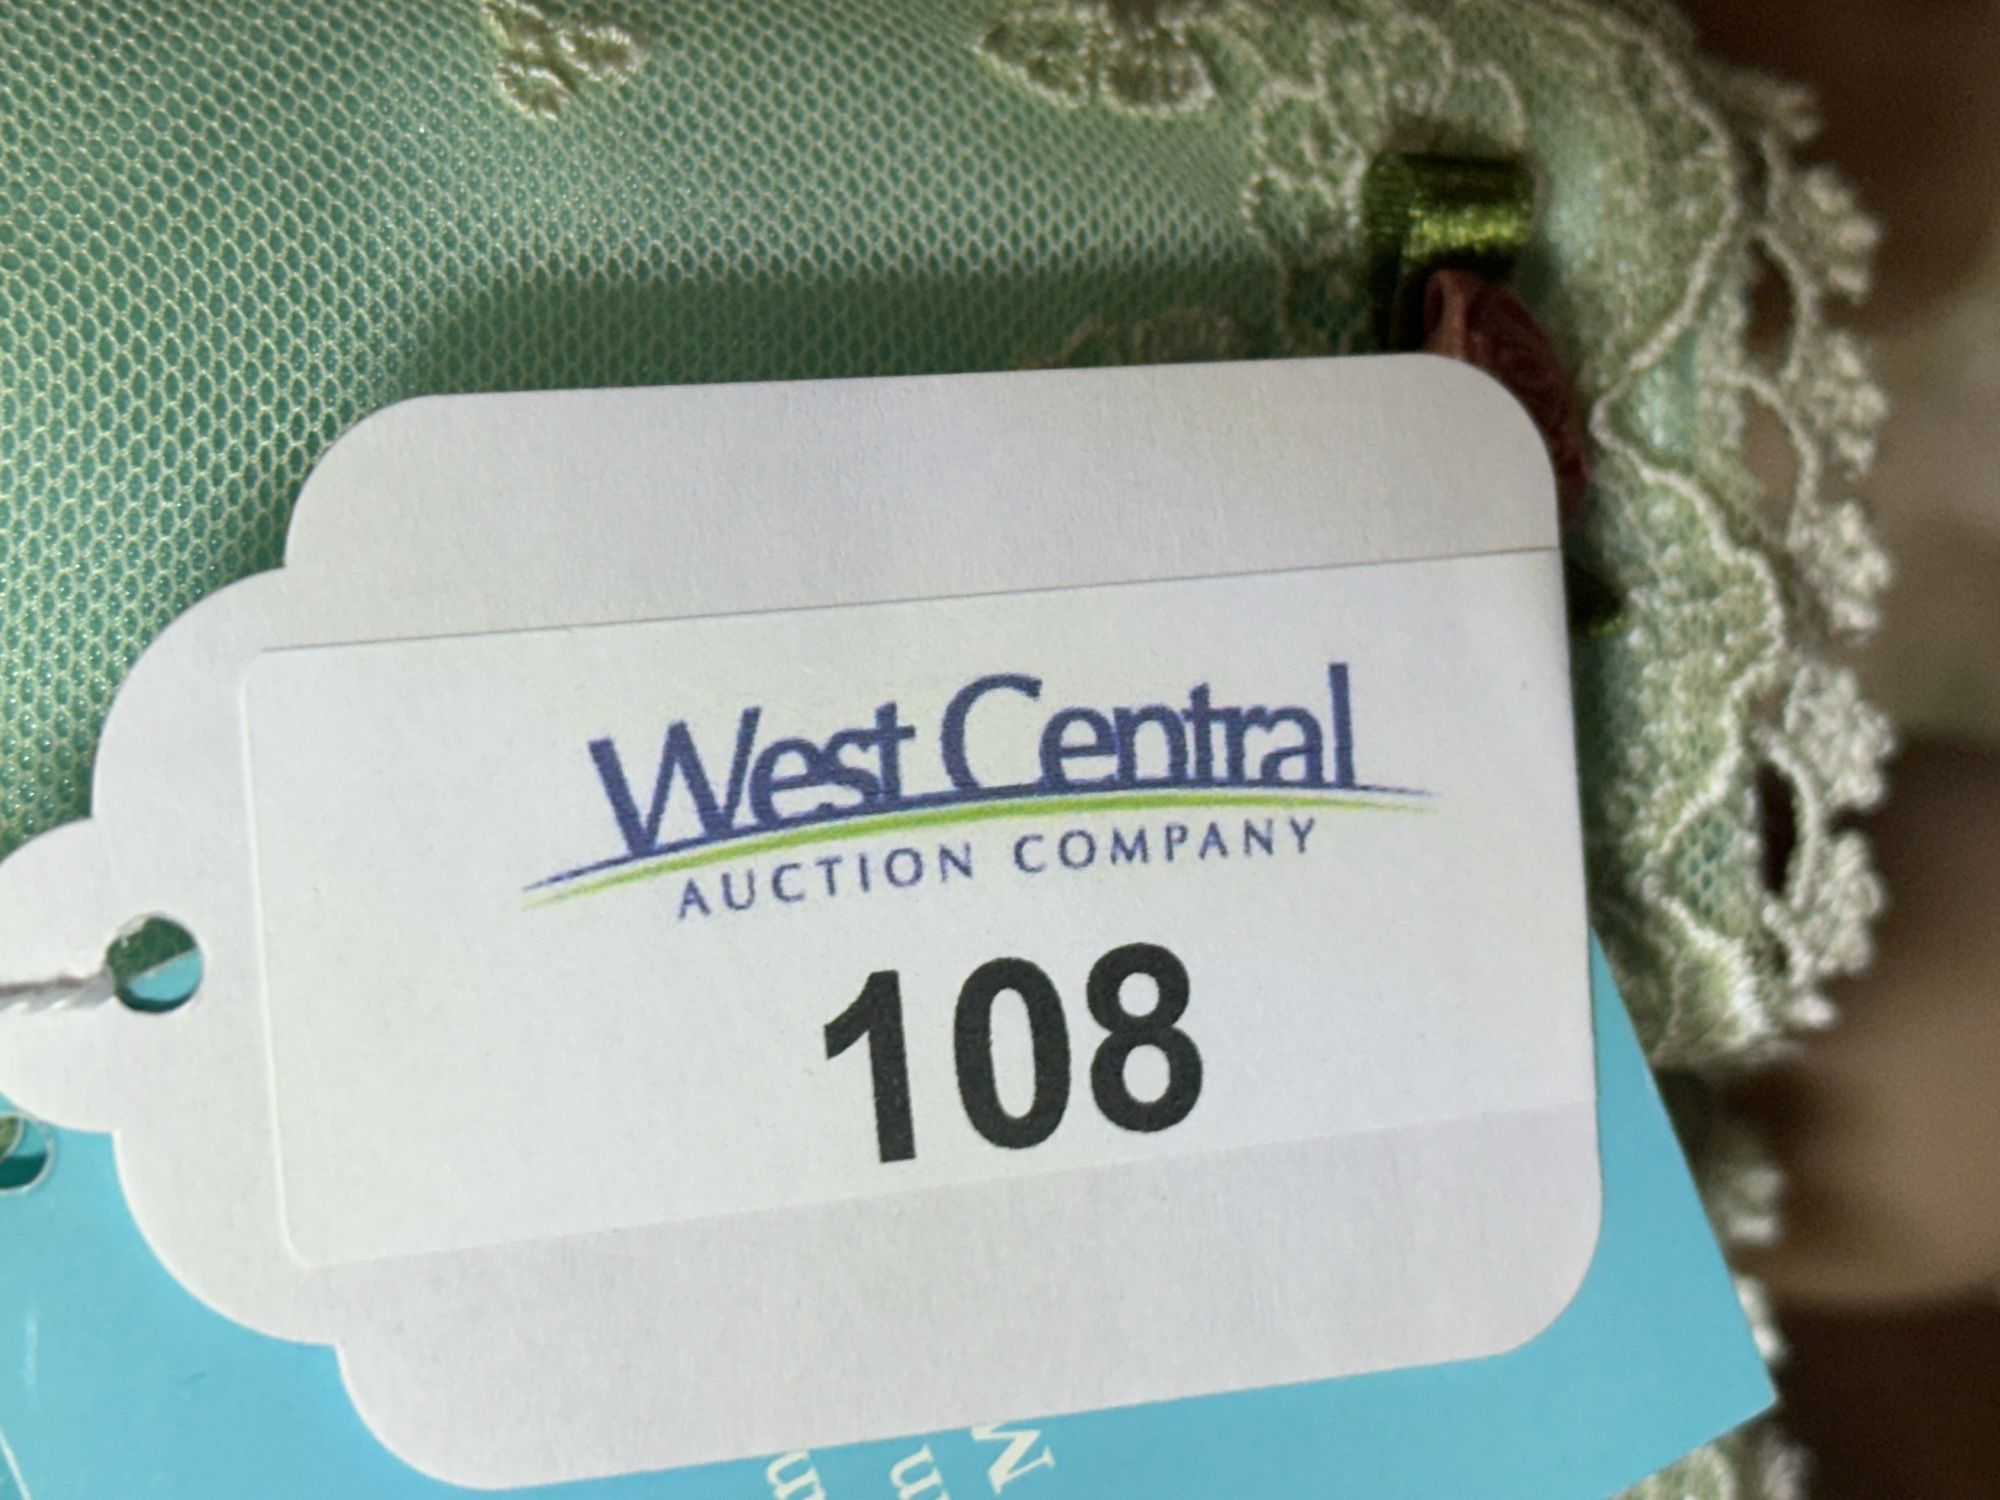 West Central
AUCTION COMPANY
108